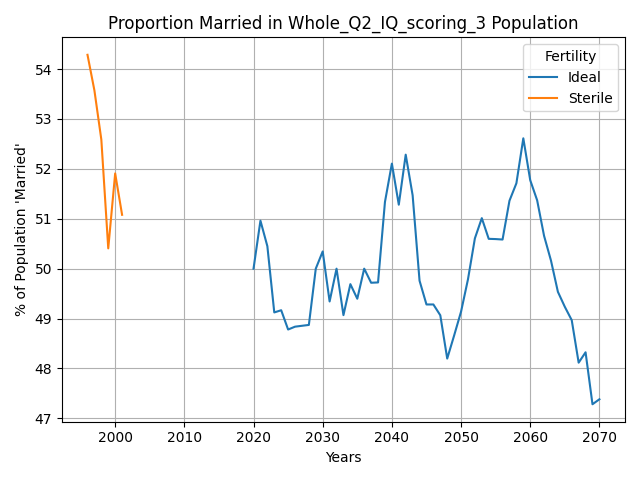 Proportion Married in Whole_Q2_IQ_scoring_3 Population
% of Population 'Married'
54
53
52
51
50
49
48
47
Fertility
Ideal
Sterile
2000 2010 2020 2030 2040 2050 2060 2070
Years